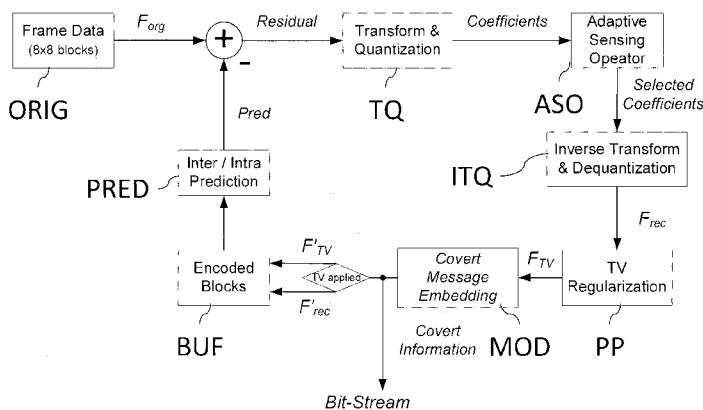 Frame Data
(8x8 blocks)
ORIG
F_org
+
-
Residual
Transform &
Quantization
TQ
Coefficients
Adaptive
Sensing
Opeator
ASO
Selected
Coefficients
Inverse Transform
& Dequantization
ITQ
F_rec
TV
Regularization
PP
F_TV
Covert
Message
Embedding
MOD
Covert
Information
TV applied
F'_TV
F'_rec
Bit-Stream
Encoded
Blocks
BUF
Inter / Intra
Prediction
PRED
Pred